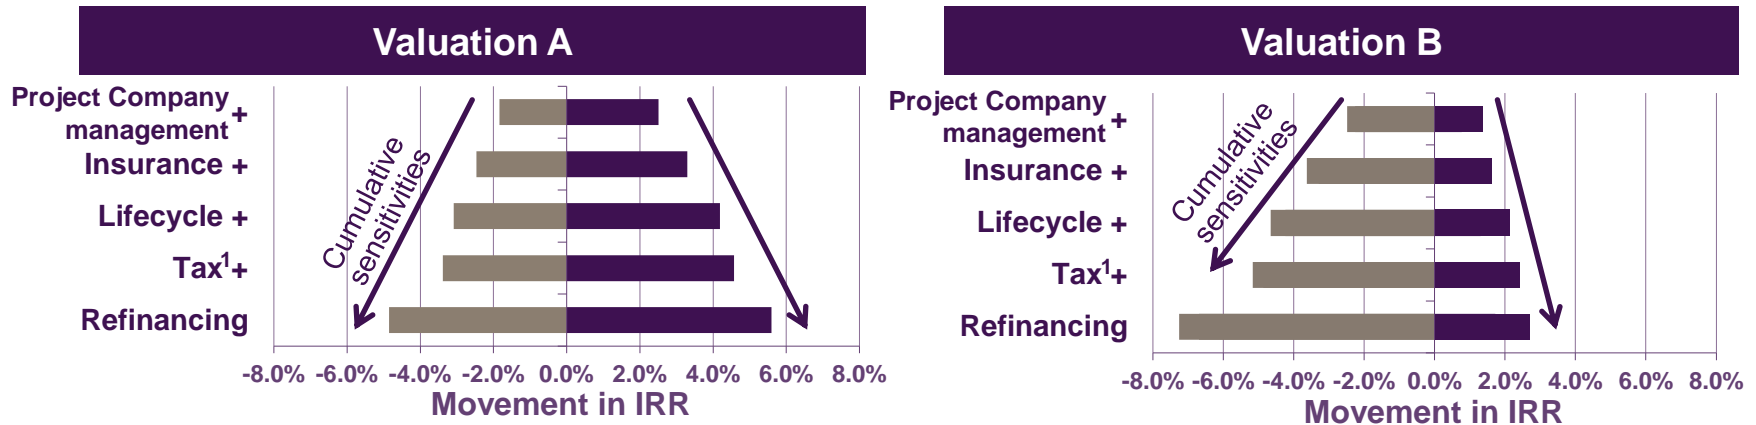 Valuation A
Project Company
management +
Insurance +
Lifecycle +
Tax1+
Refinancing
Cumulative
sensitivities
-8.0% -6.0% -4.0% -2.0% 0.0% 2.0% 4.0% 6.0% 8.0%
Movement in IRR
Valuation B
Project Company
management +
Insurance +
Lifecycle +
Tax1+
Refinancing
Cumulative
sensitivities
-8.0% -6.0% -4.0% -2.0% 0.0% 2.0% 4.0% 6.0% 8.0%
Movement in IRR